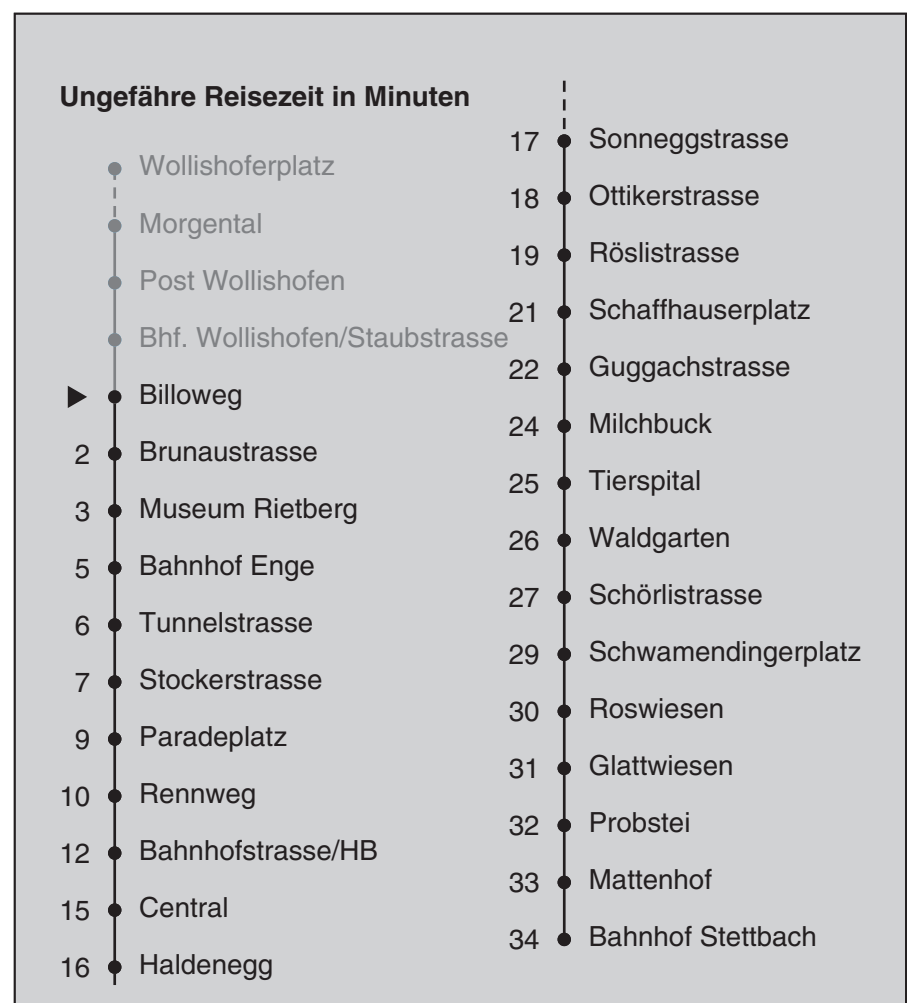 Ungefähre Reisezeit in Minuten
Wollishoferplatz
Morgental
Post Wollishofen
Bhf. Wollishofen/Staubstrasse
Billoweg
2 Brunaustrasse
3 Museum Rietberg
5 Bahnhof Enge
6 Tunnelstrasse
7 Stockerstrasse
9 Paradeplatz
10 Rennweg
12 Bahnhofstrasse/HB
15 Central
16 Haldenegg
17 Sonneggstrasse
18 Ottikerstrasse
19 Röslistrasse
21 Schaffhauserplatz
22 Guggachstrasse
24 Milchbuck
25 Tierspital
26 Waldgarten
27 Schörlistrasse
29 Schwamendingerplatz
30 Roswiesen
31 Glattwiesen
32 Probstei
33 Mattenhof
34 Bahnhof Stettbach